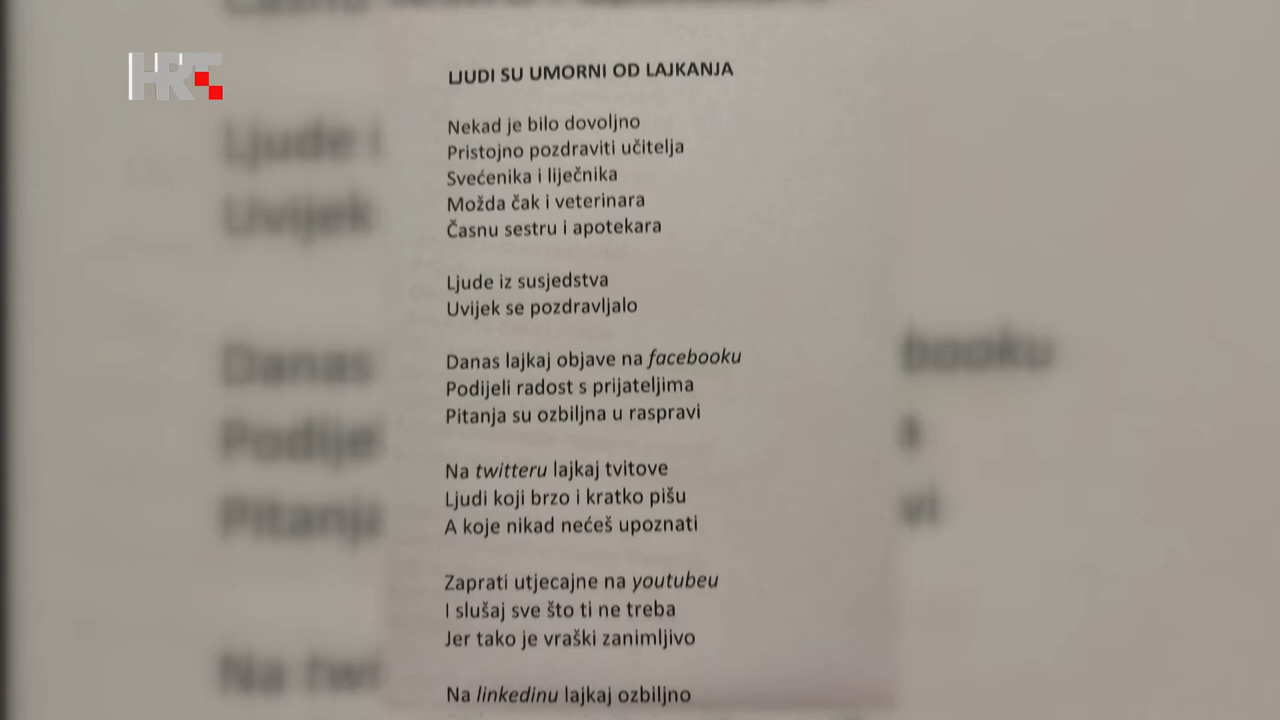 HRT
LJUDI SU UMORNI OD LAJKANJA
Nekad je bilo dovoljno
Pristojno pozdraviti učitelja
Svećenika i liječnika
Možda čak i veterinara
Časnu sestru i apotekara
Ljude iz susjedstva
Uvijek se pozdravljalo
Danas lajkaj objave na facebooku
Podijeli radost s prijateljima
Pitanja su ozbiljna u raspravi
Na twitteru lajkaj tvitove
Ljudi koji brzo i kratko pišu
A koje nikad nećeš upoznati
Zaprati utjecajne na youtubeu
I slušaj sve što ti ne treba
Jer tako je vraški zanimljivo
Na linkedinu lajkaj ozbiljno